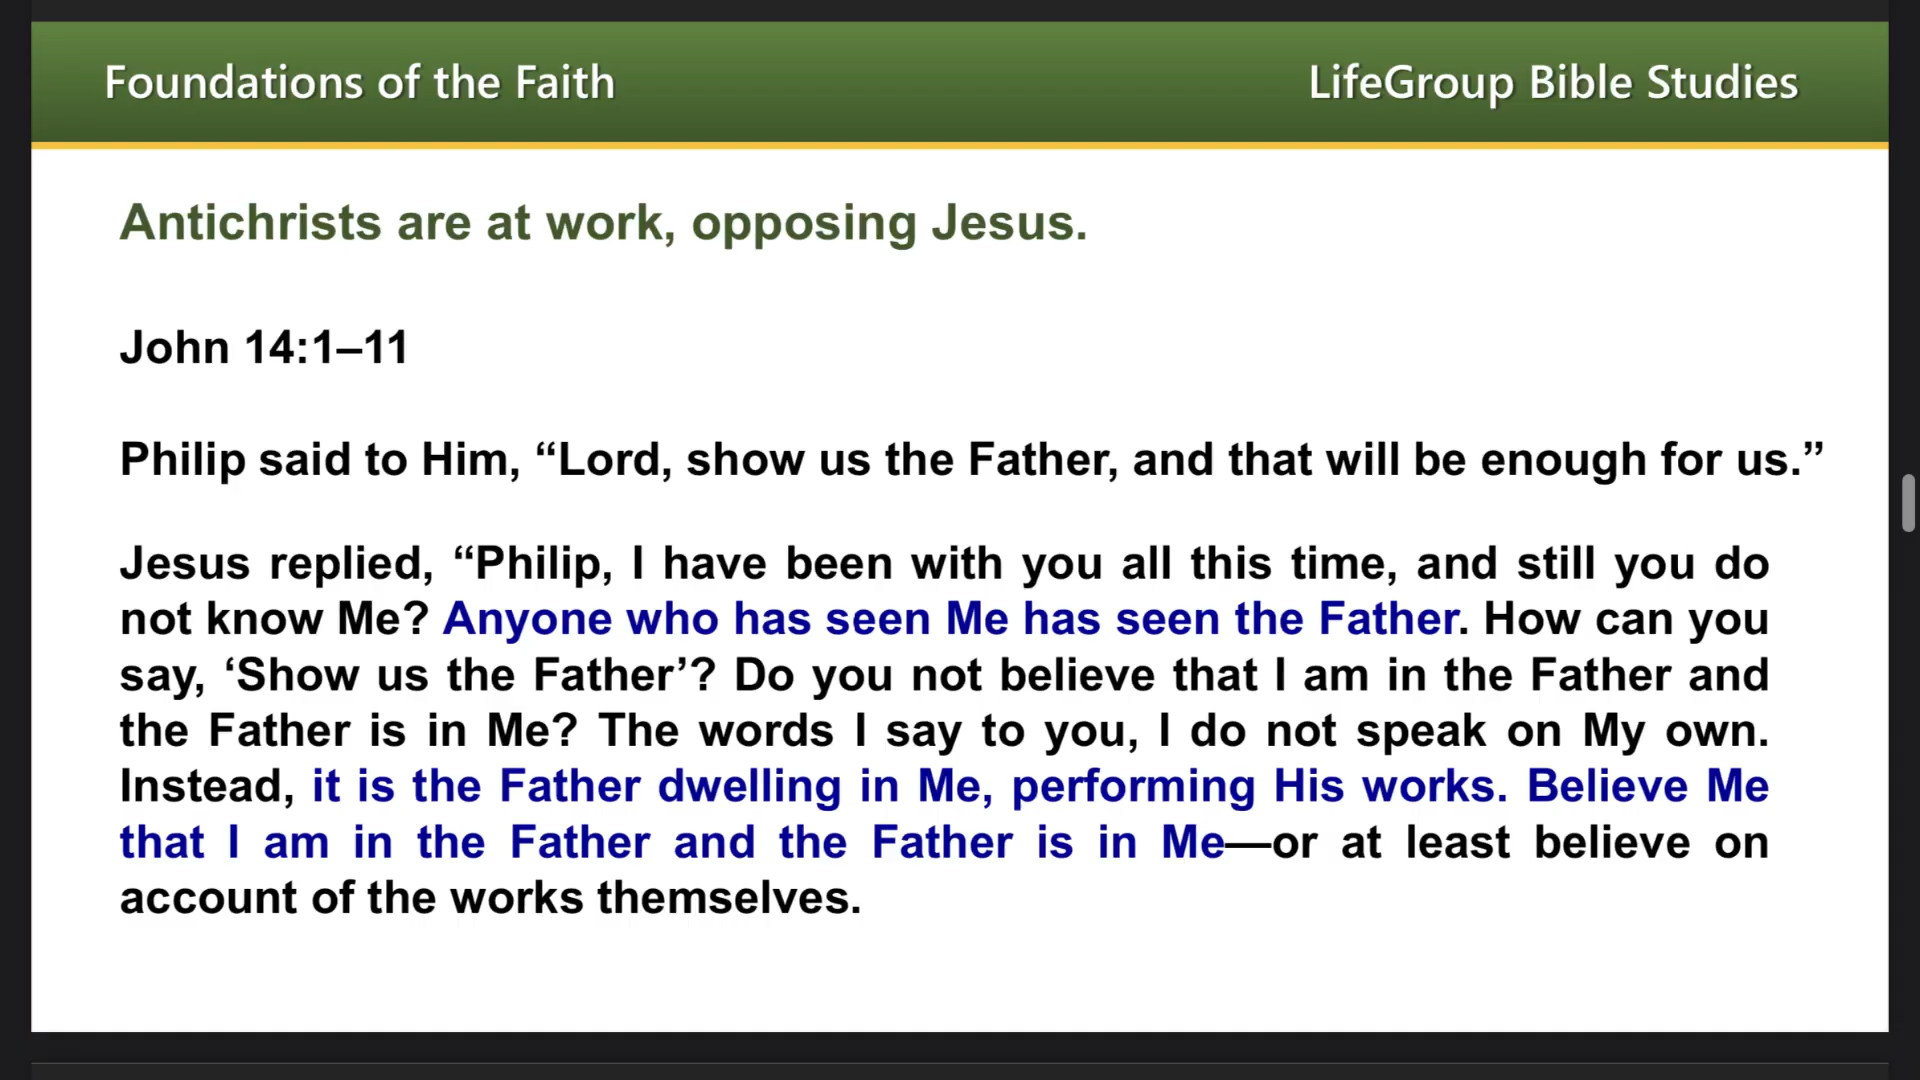 Foundations of the Faith
LifeGroup Bible Studies
Antichrists are at work, opposing Jesus.
John 14:1–11
Philip said to Him, “Lord, show us the Father, and that will be enough for us.”
Jesus replied, “Philip, I have been with you all this time, and still you do
not know Me? Anyone who has seen Me has seen the Father. How can you
say, ‘Show us the Father’? Do you not believe that I am in the Father and
the Father is in Me? The words I say to you, I do not speak on My own.
Instead, it is the Father dwelling in Me, performing His works. Believe Me
that I am in the Father and the Father is in Me—or at least believe on
account of the works themselves.